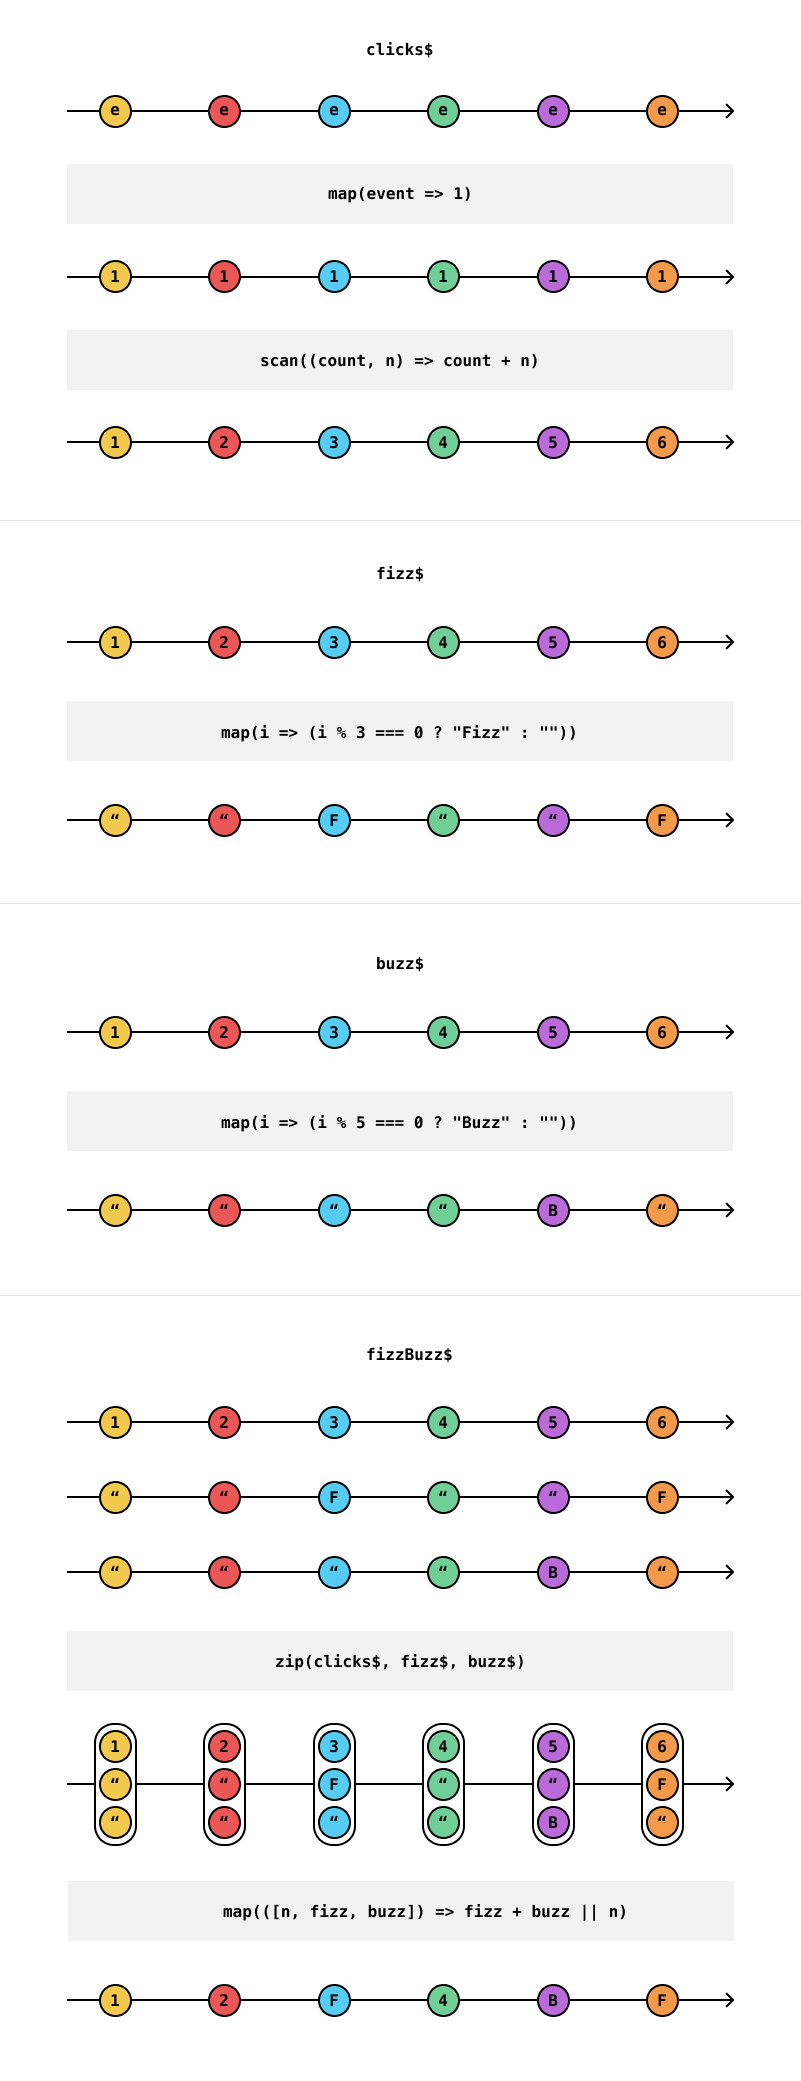 clicks$
e e e e e e
map(event => 1)
1 1 1 1 1 1
scan((count, n) => count + n)
1 2 3 4 5 6
fizz$
1 2 3 4 5 6
map(i => (i % 3 === 0 ? "Fizz" : ""))
“ “ F “ “ F
buzz$
1 2 3 4 5 6
map(i => (i % 5 === 0 ? "Buzz" : ""))
“ “ “ “ B “
fizzBuzz$
1 2 3 4 5 6
“ “ F “ “ F
“ “ “ “ B “
zip(clicks$, fizz$, buzz$)
1 2 3 4 5 6
“ “ F “ “ F
“ “ “ “ B “
map(([n, fizz, buzz]) => fizz + buzz || n)
1 2 F 4 B F